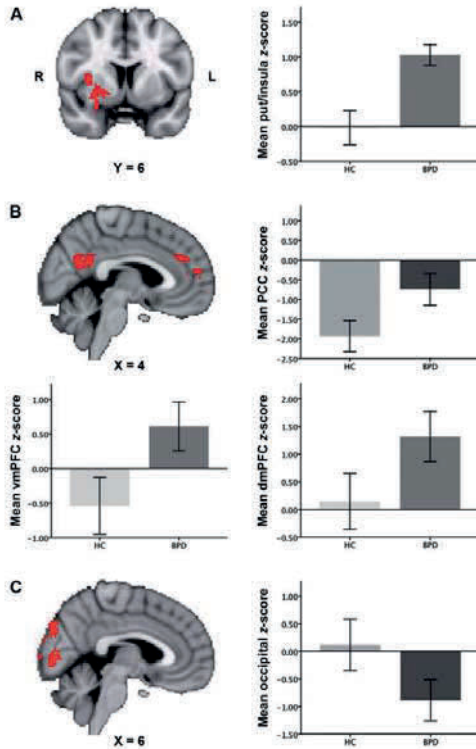 A
R
L
Y = 6
Mean put/insula z-score
1.50
1.00
0.50
0.00
-0.50
HC
BPD
B
X = 4
Mean PCC z-score
1.00
0.50
0.00
-0.50
-1.00
-1.50
-2.00
-2.50
HC
BPD
Mean vmPFC z-score
1.00
0.50
0.00
-0.50
-1.00
HC
BPD
Mean dmPFC z-score
2.00
1.50
1.00
0.50
0.00
-0.50
HC
BPD
C
X = 6
Mean occipital z-score
1.00
0.50
0.00
-0.50
-1.00
-1.50
HC
BPD